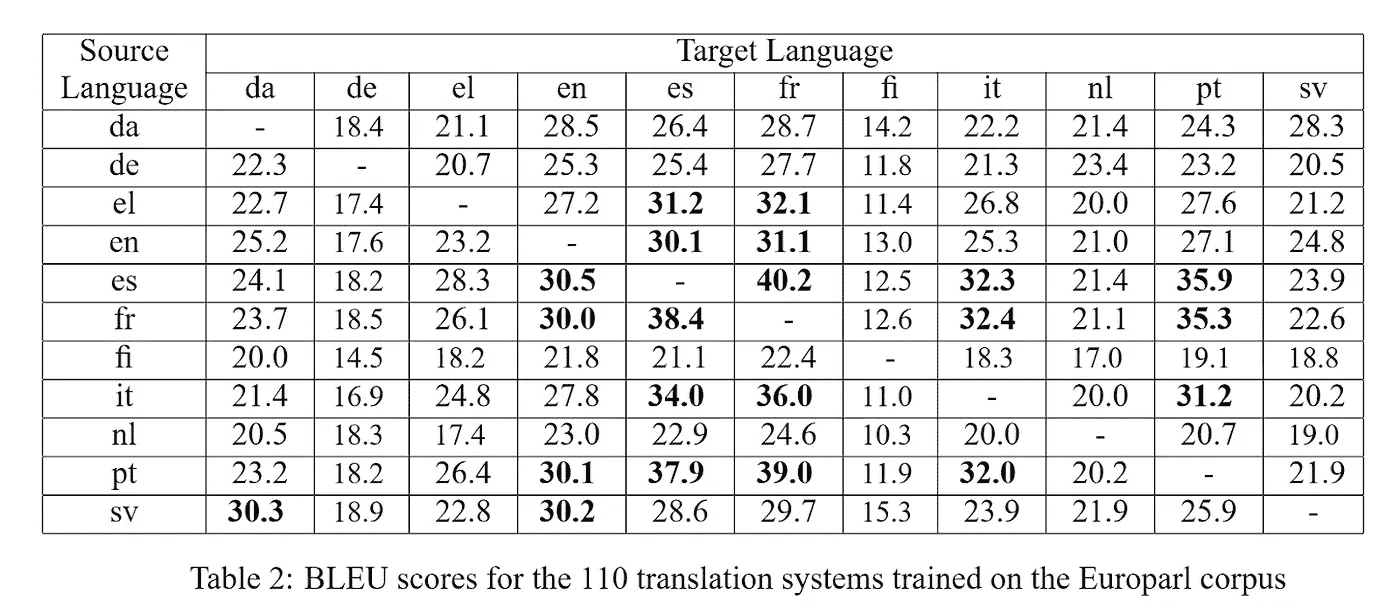 Source Target Language
Language da de el en es fr fi it nl pt sv
da - 18.4 21.1 28.5 26.4 28.7 14.2 22.2 21.4 24.3 28.3
de 22.3 - 20.7 25.3 25.4 27.7 11.8 21.3 23.4 23.2 20.5
el 22.7 17.4 - 27.2 31.2 32.1 11.4 26.8 20.0 27.6 21.2
en 25.2 17.6 23.2 - 30.1 31.1 13.0 25.3 21.0 27.1 24.8
es 24.1 18.2 28.3 30.5 - 40.2 12.5 32.3 21.4 35.9 23.9
fr 23.7 18.5 26.1 30.0 38.4 - 12.6 32.4 21.1 35.3 22.6
fi 20.0 14.5 18.2 21.8 21.1 22.4 - 18.3 17.0 19.1 18.8
it 21.4 16.9 24.8 27.8 34.0 36.0 11.0 - 20.0 31.2 20.2
nl 20.5 18.3 17.4 23.0 22.9 24.6 10.3 20.0 - 20.7 19.0
pt 23.2 18.2 26.4 30.1 37.9 39.0 11.9 32.0 20.2 - 21.9
sv 30.3 18.9 22.8 30.2 28.6 29.7 15.3 23.9 21.9 25.9 -
Table 2: BLEU scores for the 110 translation systems trained on the Europarl corpus